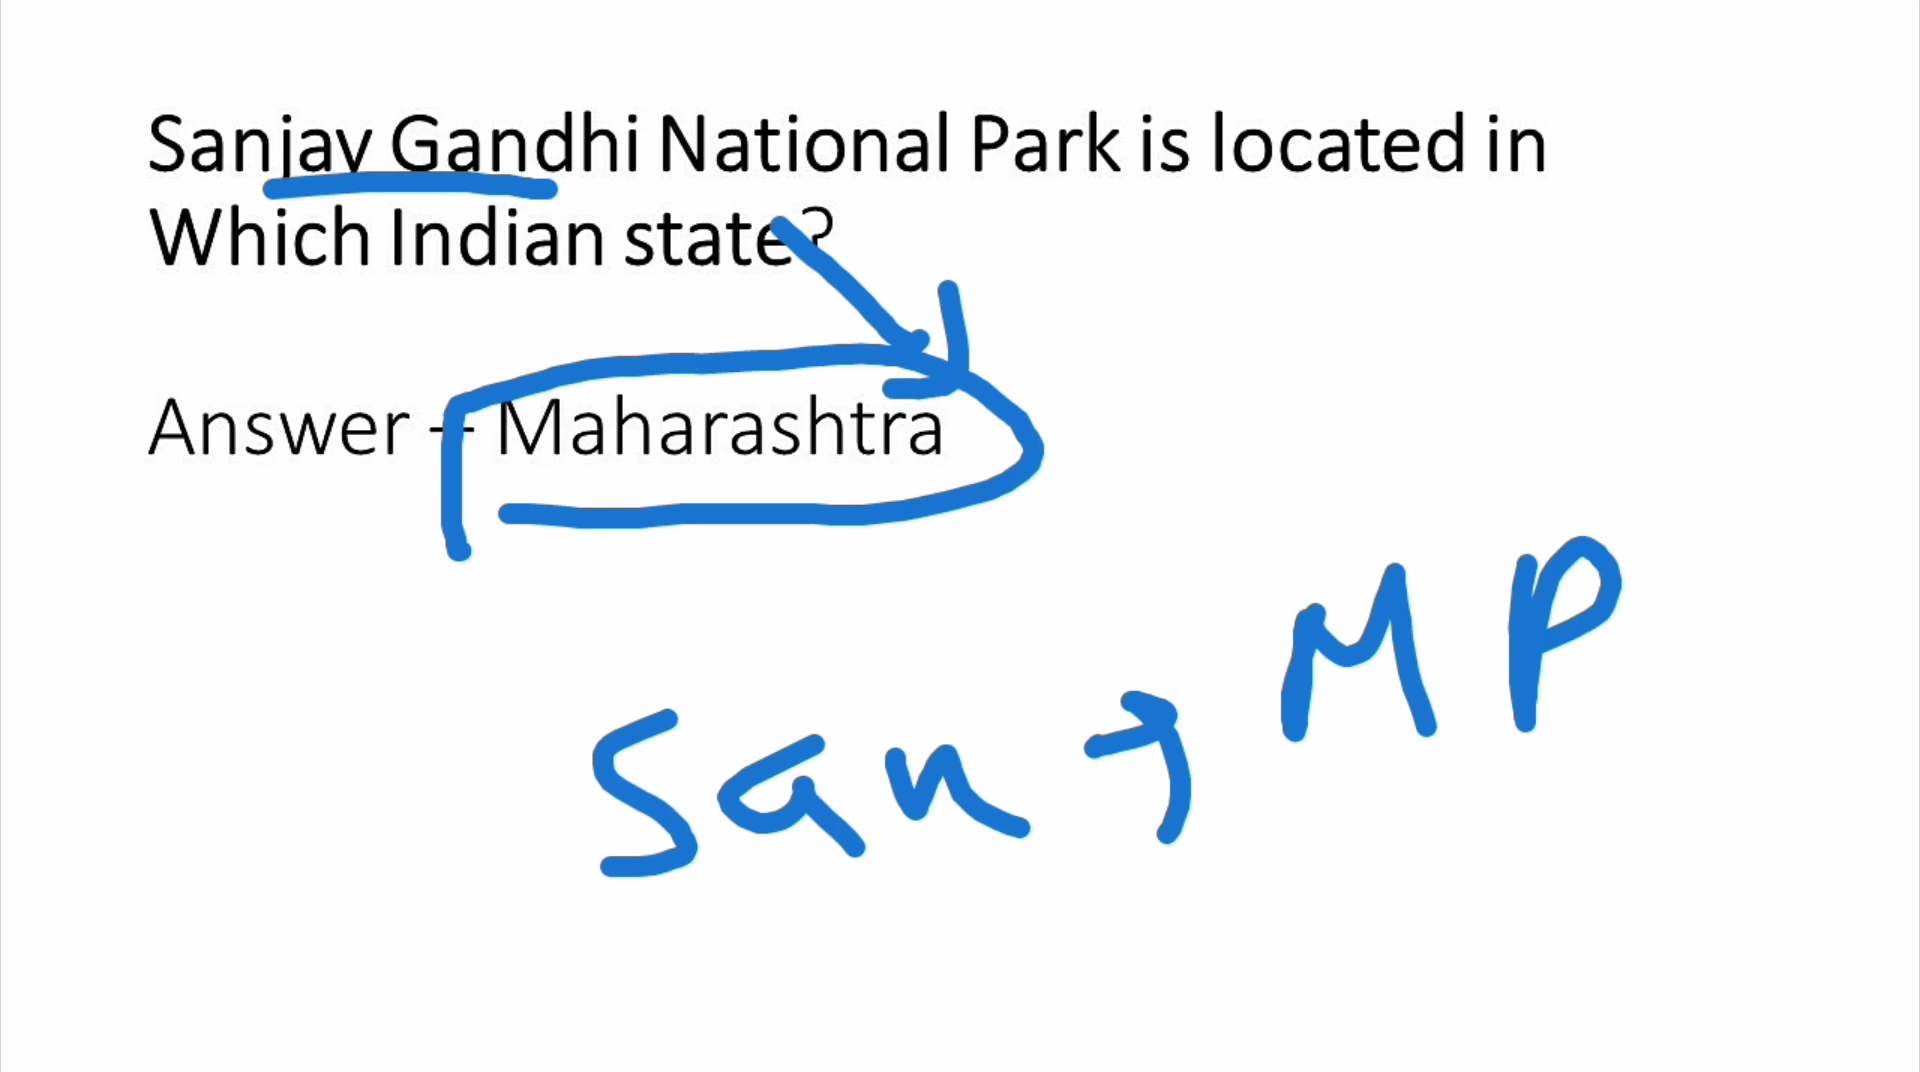 Sanjay Gandhi National Park is located in
Which Indian state?
Answer – Maharashtra
San → MP